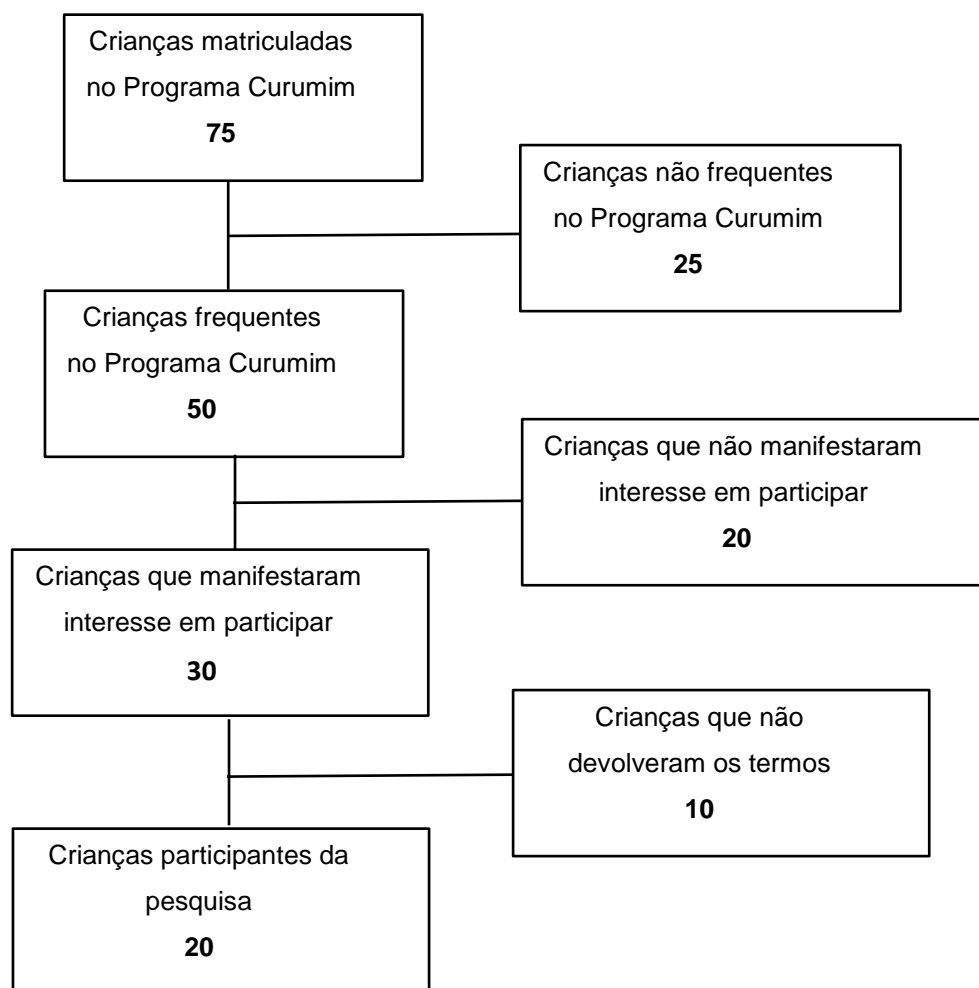 Crianças matriculadas
no Programa Curumim
75
Crianças não frequentes
no Programa Curumim
25
Crianças frequentes
no Programa Curumim
50
Crianças que não manifestaram
interesse em participar
20
Crianças que manifestaram
interesse em participar
30
Crianças que não
devolveram os termos
10
Crianças participantes da
pesquisa
20